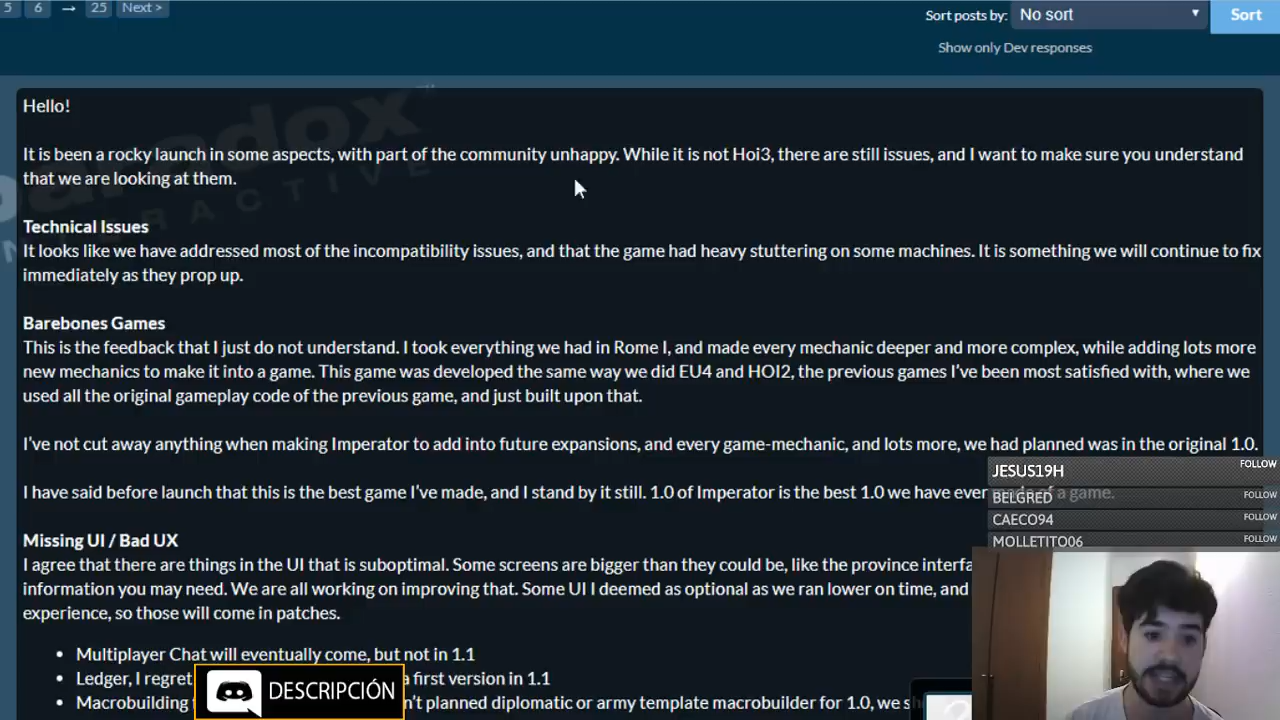 5 6 → 25 Next >
Sort posts by: No sort Sort
Show only Dev responses
paradox
INTERACTIVE
Hello!
It is been a rocky launch in some aspects, with part of the community unhappy. While it is not Hoi3, there are still issues, and I want to make sure you understand
that we are looking at them.
Technical Issues
It looks like we have addressed most of the incompatibility issues, and that the game had heavy stuttering on some machines. It is something we will continue to fix
immediately as they prop up.
Barebones Games
This is the feedback that I just do not understand. I took everything we had in Rome I, and made every mechanic deeper and more complex, while adding lots more
new mechanics to make it into a game. This game was developed the same way we did EU4 and HOI2, the previous games I've been most satisfied with, where we
used all the original gameplay code of the previous game, and just built upon that.
I've not cut away anything when making Imperator to add into future expansions, and every game-mechanic, and lots more, we had planned was in the original 1.0.
I have said before launch that this is the best game I've made, and I stand by it still. 1.0 of Imperator is the best 1.0 we have ever made of a game.
JESUS19H FOLLOW
BELGRED FOLLOW
CAECO94 FOLLOW
MOLLETITO06 FOLLOW
Missing UI / Bad UX
I agree that there are things in the UI that is suboptimal. Some screens are bigger than they could be, like the province interfa
information you may need. We are all working on improving that. Some UI I deemed as optional as we ran lower on time, and
experience, so those will come in patches.
• Multiplayer Chat will eventually come, but not in 1.1
• Ledger, I regret a first version in 1.1
• Macrobuilding n't planned diplomatic or army template macrobuilder for 1.0, we s
DESCRIPCIÓN